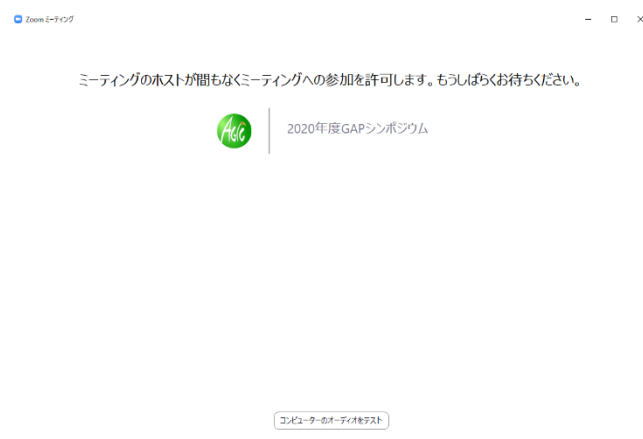 Zoom ミーティング
ミーティングのホストが間もなくミーティングへの参加を許可します。もうしばらくお待ちください。
AGIC
2020年度GAPシンポジウム
コンピューターのオーディオをテスト